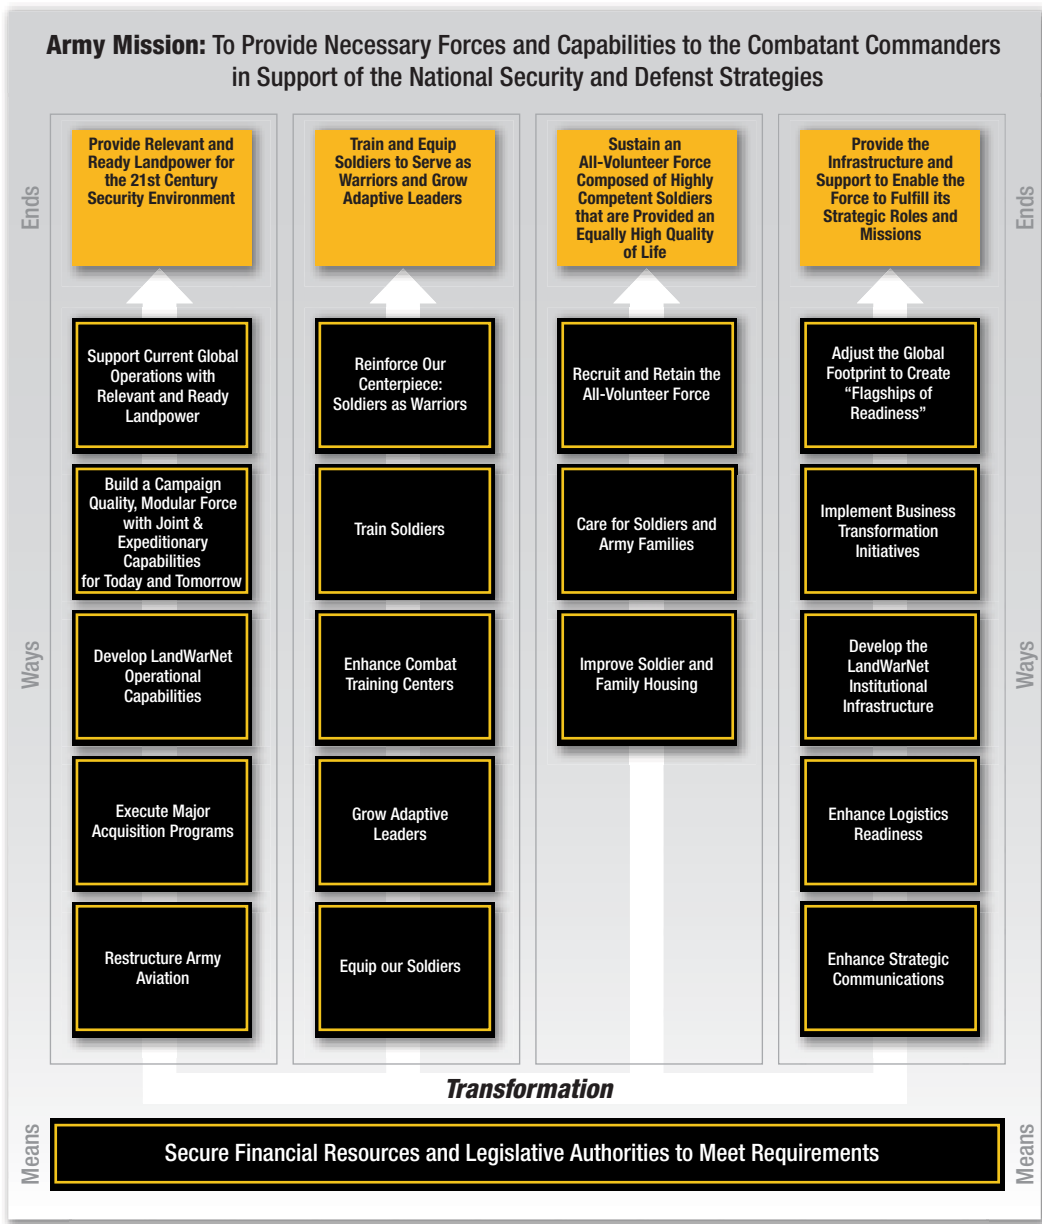 Army Mission: To Provide Necessary Forces and Capabilities to the Combatant Commanders
in Support of the National Security and Defenst Strategies
Ends
Provide Relevant and
Ready Landpower for
the 21st Century
Security Environment
Train and Equip
Soldiers to Serve as
Warriors and Grow
Adaptive Leaders
Sustain an
All-Volunteer Force
Composed of Highly
Competent Soldiers
that are Provided an
Equally High Quality
of Life
Provide the
Infrastructure and
Support to Enable the
Force to Fulfill its
Strategic Roles and
Missions
Ends
Ways
Support Current Global
Operations with
Relevant and Ready
Landpower
Build a Campaign
Quality, Modular Force
with Joint &
Expeditionary
Capabilities
for Today and Tomorrow
Develop LandWarNet
Operational
Capabilities
Execute Major
Acquisition Programs
Restructure Army
Aviation
Reinforce Our
Centerpiece:
Soldiers as Warriors
Train Soldiers
Enhance Combat
Training Centers
Grow Adaptive
Leaders
Equip our Soldiers
Recruit and Retain the
All-Volunteer Force
Care for Soldiers and
Army Families
Improve Soldier and
Family Housing
Adjust the Global
Footprint to Create
“Flagships of
Readiness”
Implement Business
Transformation
Initiatives
Develop the
LandWarNet
Institutional
Infrastructure
Enhance Logistics
Readiness
Enhance Strategic
Communications
Ways
Transformation
Means
Secure Financial Resources and Legislative Authorities to Meet Requirements
Means